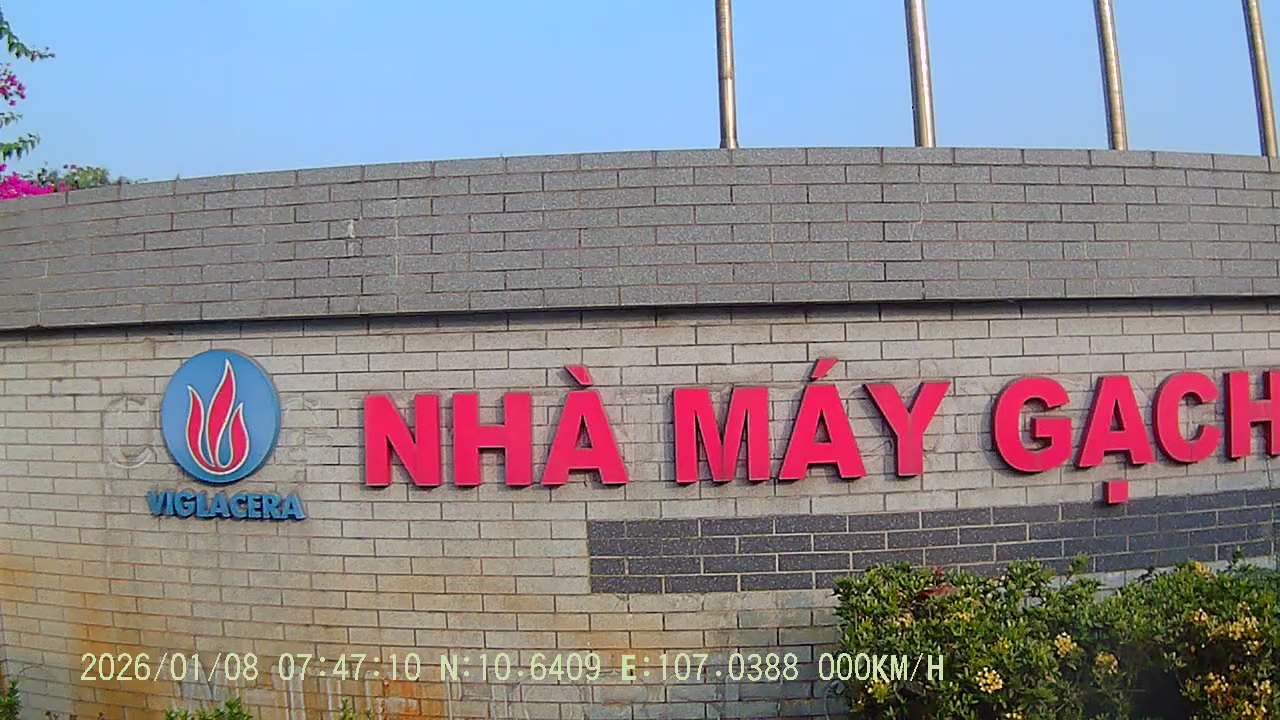 NHÀ MÁY GẠCH
VIGLACERA
2026/01/08 07:47:10 N:10.6409 E:107.0388 000KM/H